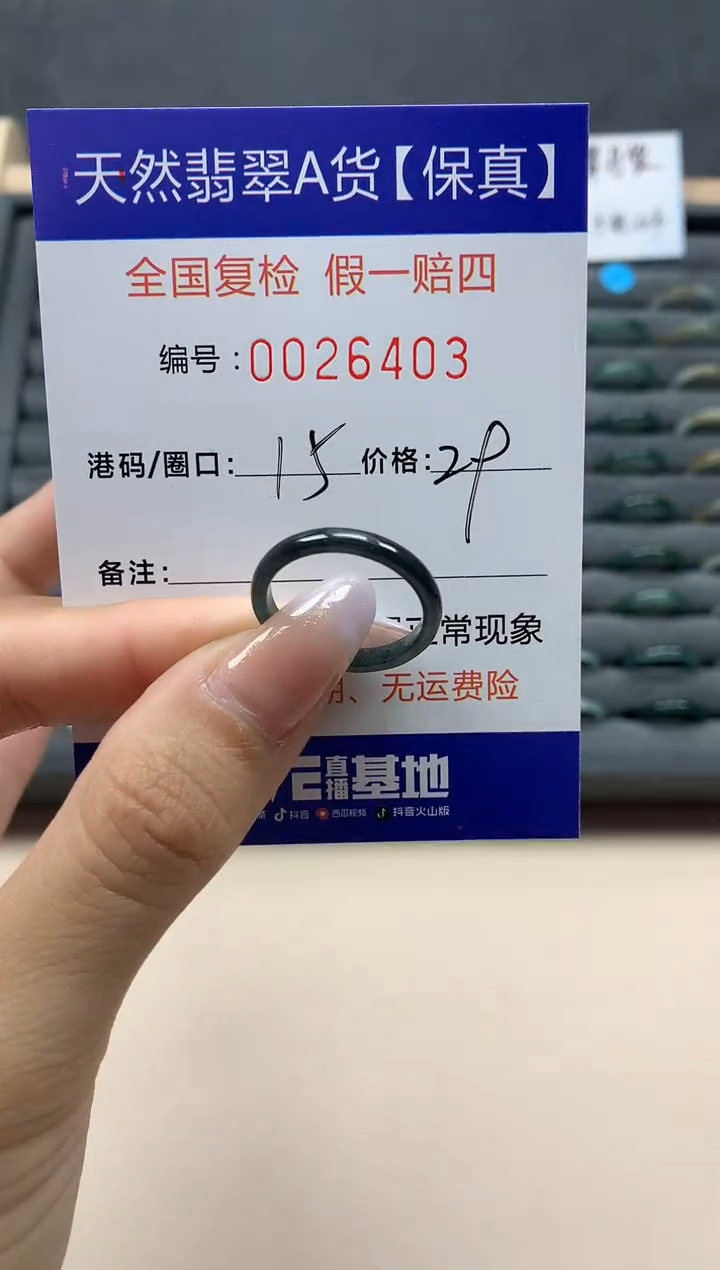 天然翡翠A货【保真】
全国复检 假一赔四
编号:0026403
港码/圈口: 15 价格: 29
备注:
常现象
、无运费险
E直播基地
抖音 西瓜视频 抖音火山版